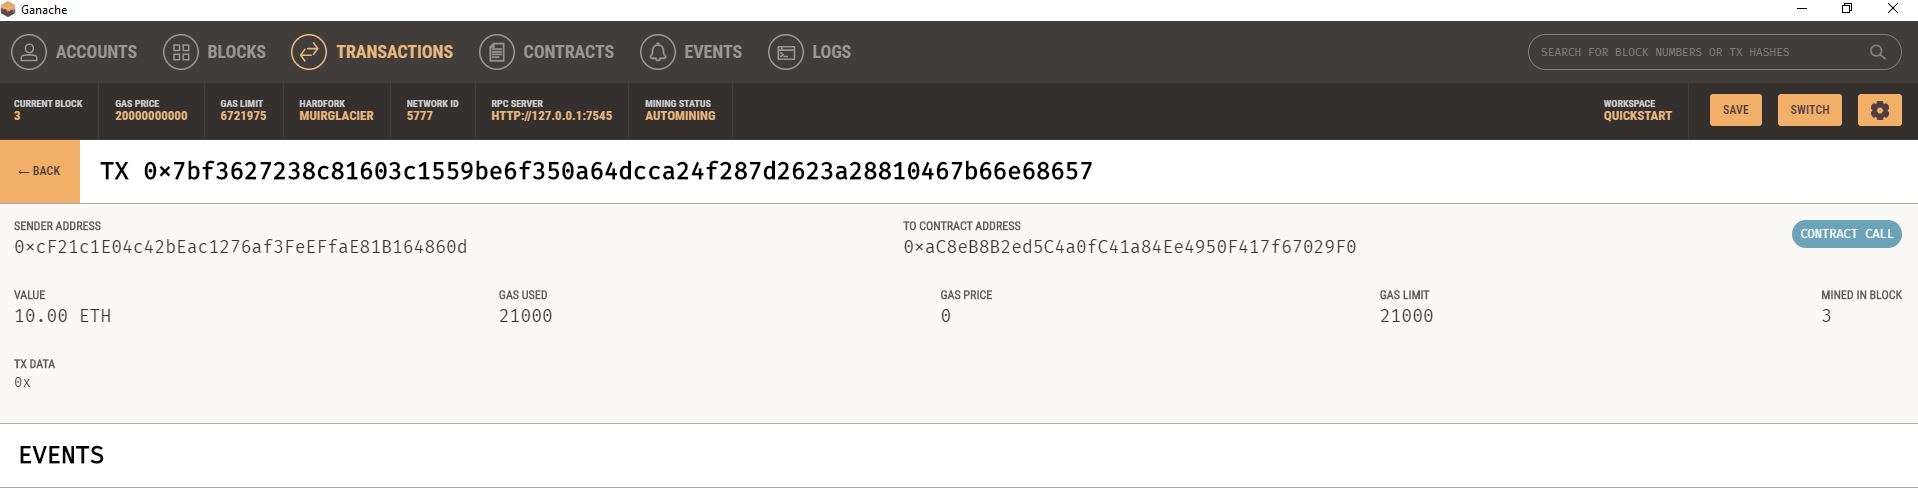 Ganache
ACCOUNTS BLOCKS TRANSACTIONS CONTRACTS EVENTS LOGS SEARCH FOR BLOCK NUMBERS OR TX HASHES
CURRENT BLOCK GAS PRICE GAS LIMIT HARDFORK NETWORK ID RPC SERVER MINING STATUS WORKSPACE
3 20000000000 6721975 MUIRGLACIER 5777 HTTP://127.0.0.1:7545 AUTOMINING QUICKSTART SAVE SWITCH
← BACK TX 0×7bf3627238c81603c1559be6f350a64dcca24f287d2623a28810467b66e68657
SENDER ADDRESS TO CONTRACT ADDRESS
0×cF21c1E04c42bEac1276af3FeEFfaE81B164860d 0×aC8eB8B2ed5C4a0fC41a84Ee4950F417f67029F0 CONTRACT CALL
VALUE GAS USED GAS PRICE GAS LIMIT MINED IN BLOCK
10.00 ETH 21000 0 21000 3
TX DATA
0x
EVENTS